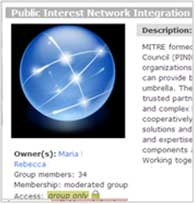 Public Interest Network Integration
Description:
MITRE formed
Council (PINI
organizations
can provide b
umbrella. The
trusted partn
and complex
cooperatively
solutions and
and expertise
components a
Working toge
Owner(s): Maria
Rebecca
Group members: 34
Membership: moderated group
Access: group only